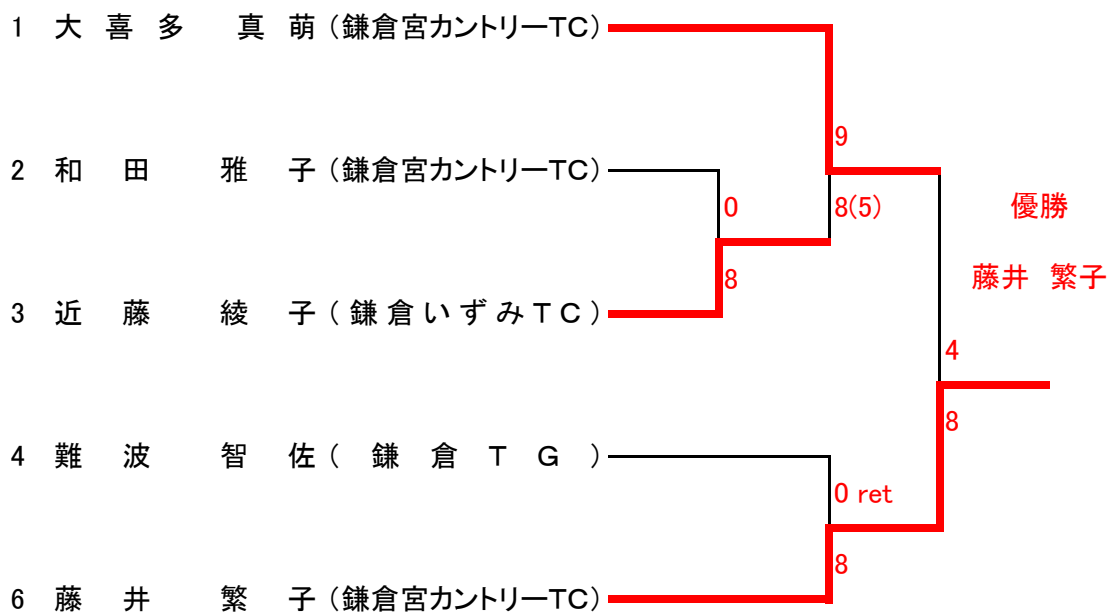 1 大喜多 真萌(鎌倉宮カントリーTC)
9
2 和田 雅子(鎌倉宮カントリーTC)
0
8(5)
優勝
藤井 繁子
8
3 近藤 綾子(鎌倉いずみTC)
4
8
4 難波 智佐(鎌倉TG)
0 ret
8
6 藤井 繁子(鎌倉宮カントリーTC)